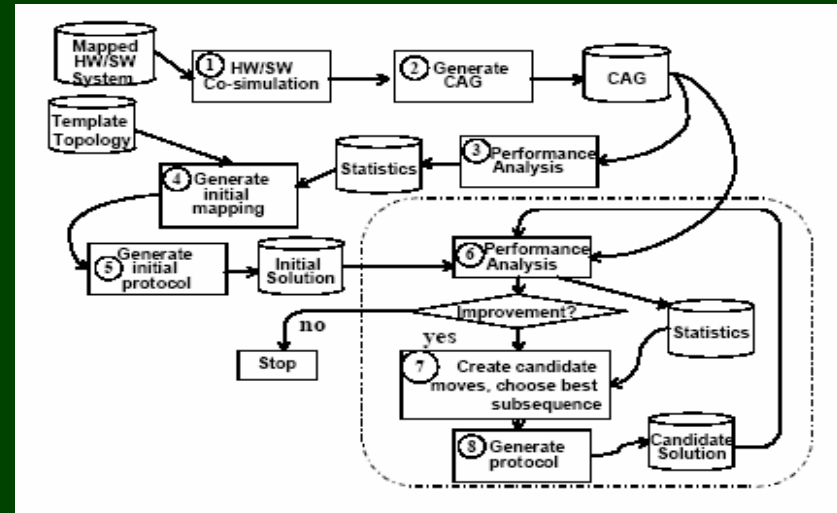 Mapped
HW/SW
System
1 HW/SW
Co-simulation
2 Generate
CAG
CAG
Template
Topology
Statistics
3 Performance
Analysis
4 Generate
initial
mapping
5 Generate
initial protocol
Initial
Solution
6 Performance
Analysis
Improvement?
no
yes
Statistics
Stop
7 Create candidate
moves, choose best
subsequence
8 Generate
protocol
Candidate
Solution